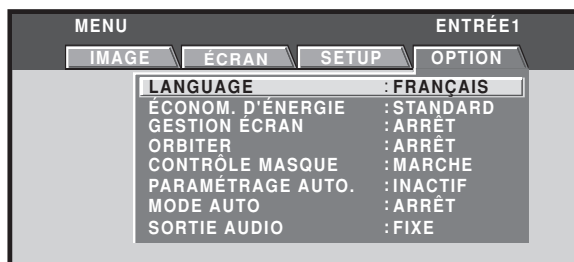 MENU ENTRÉE1
IMAGE ÉCRAN SETUP OPTION
LANGUAGE :FRANÇAIS
ÉCONOM. D'ÉNERGIE :STANDARD
GESTION ÉCRAN :ARRÊT
ORBITER :ARRÊT
CONTRÔLE MASQUE :MARCHE
PARAMÉTRAGE AUTO. :INACTIF
MODE AUTO :ARRÊT
SORTIE AUDIO :FIXE